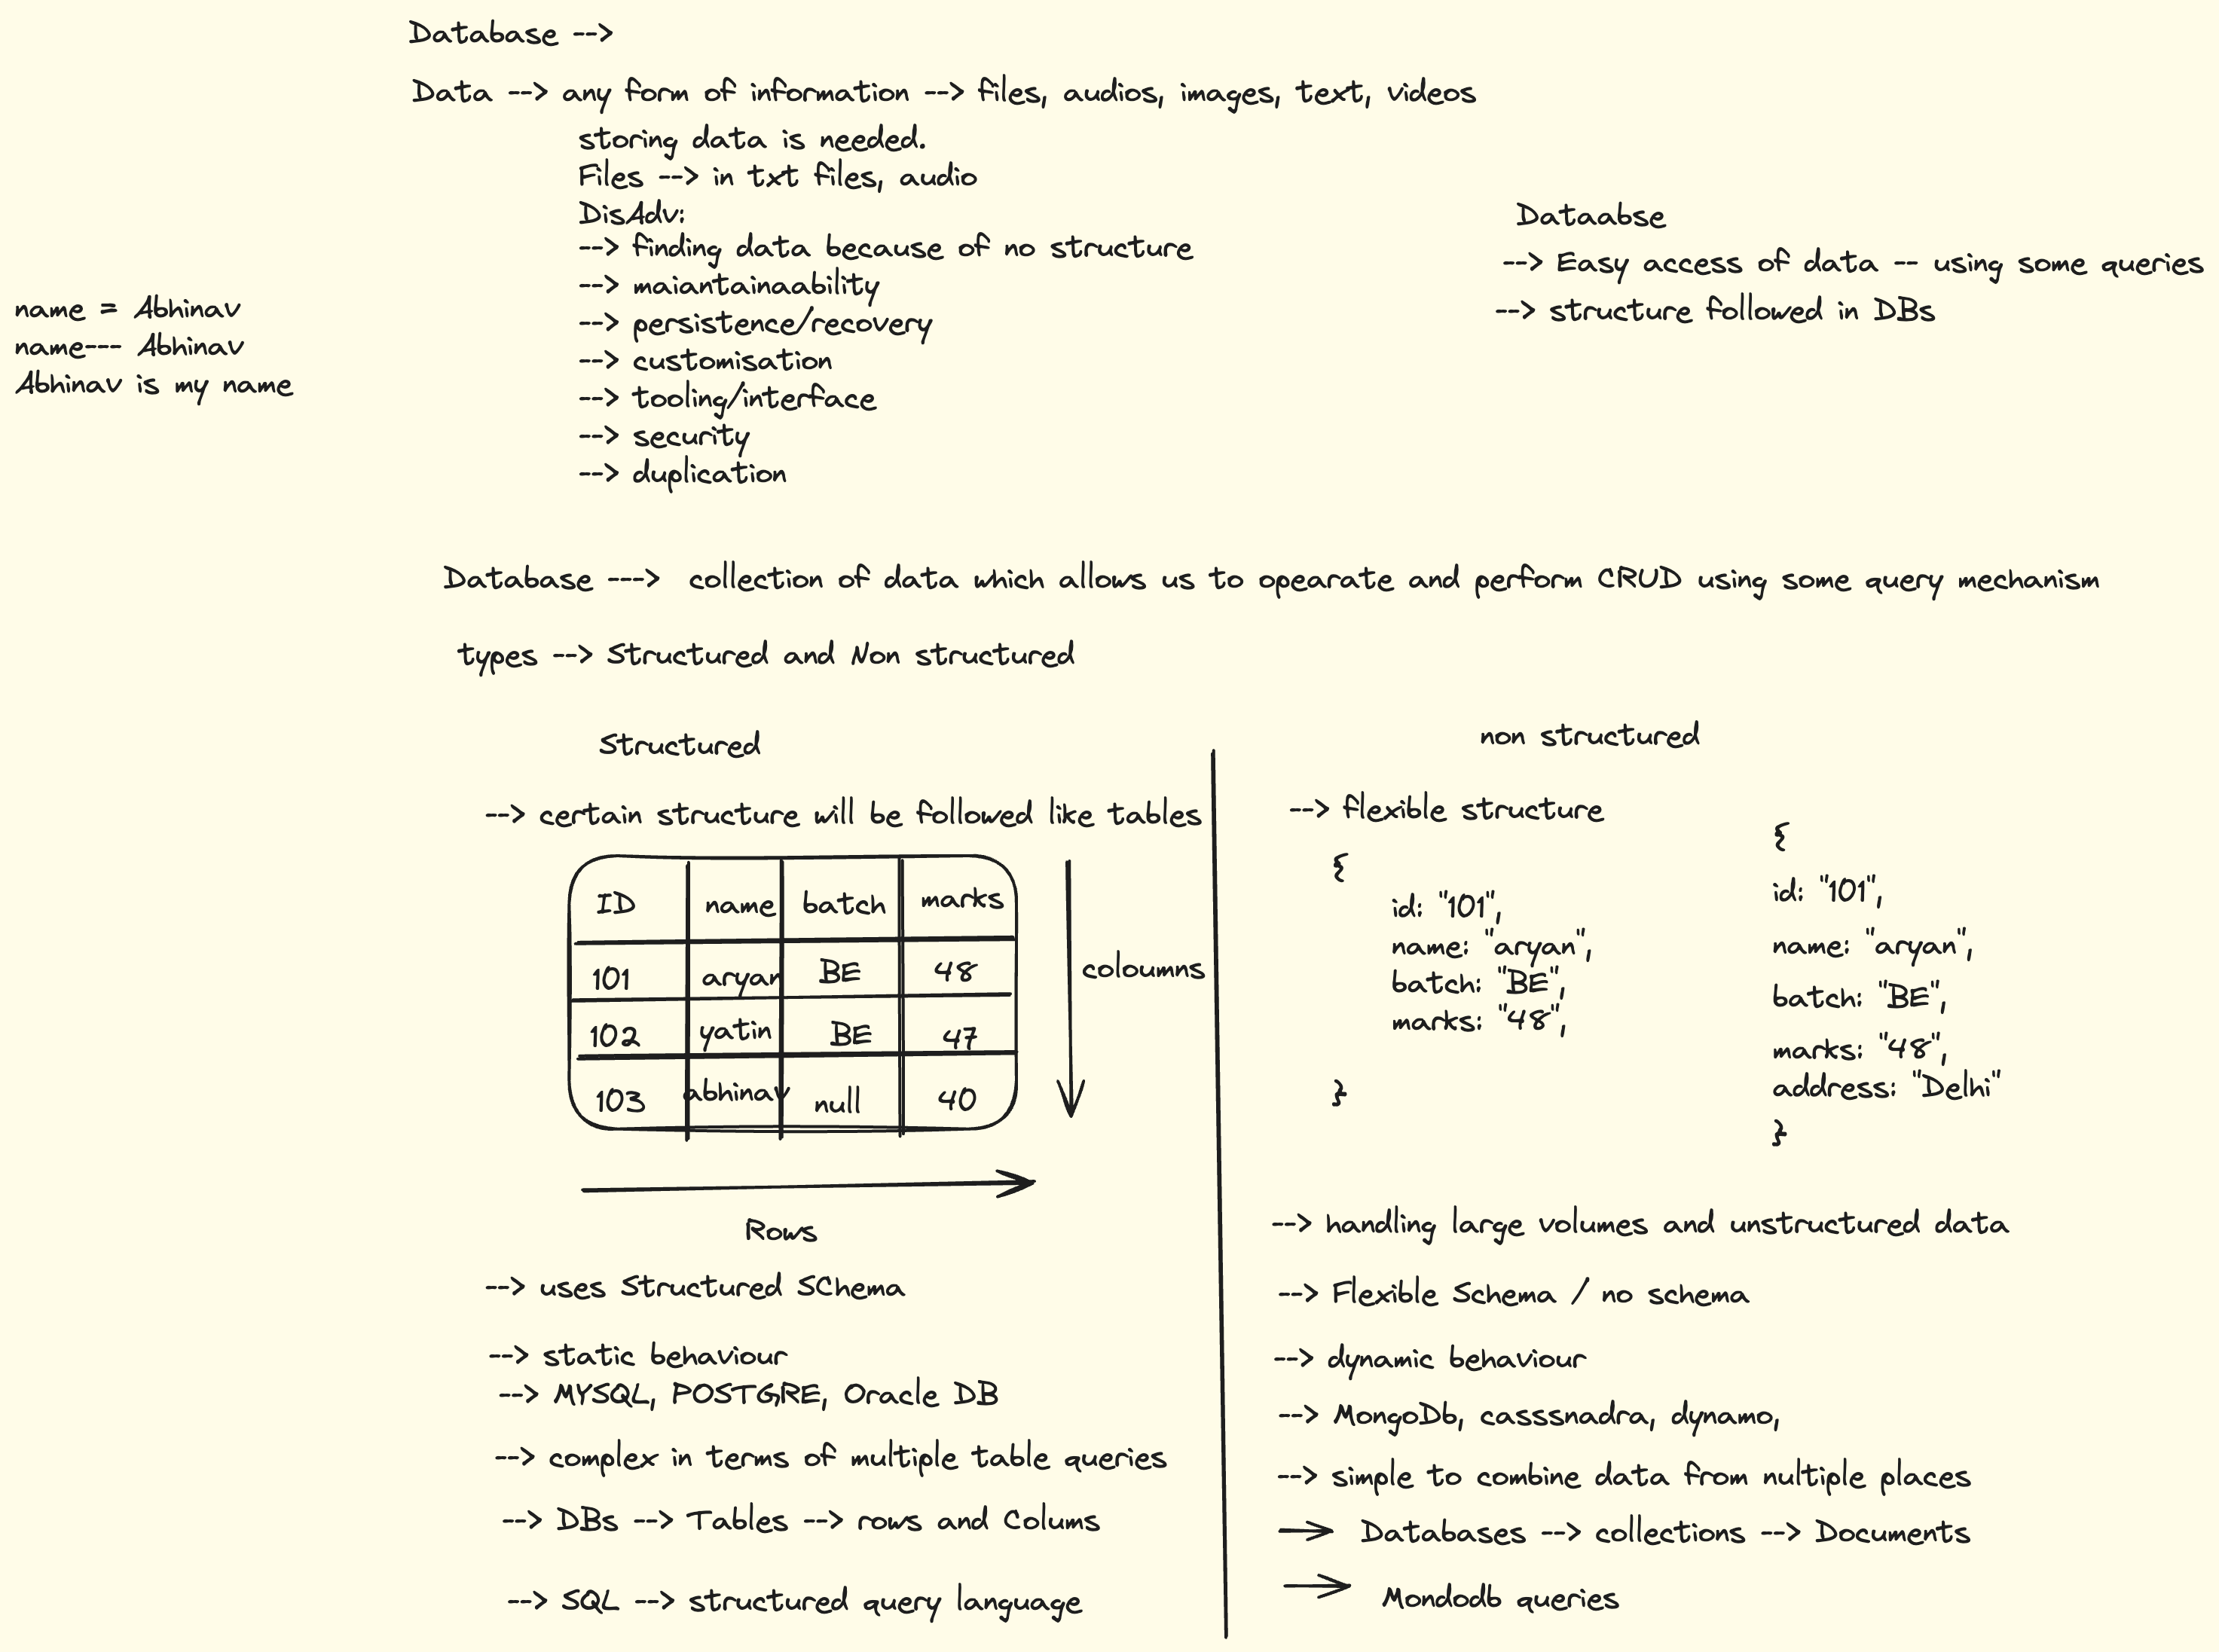 Database -->
Data --> any form of information --> files, audios, images, text, videos
storing data is needed.
Files --> in txt files, audio
DisAdv:
--> finding data because of no structure
--> maiantainaability
--> persistence/recovery
--> customisation
--> tooling/interface
--> security
--> duplication
name = Abhinav
name--- Abhinav
Abhinav is my name
Dataabse
--> Easy access of data -- using some queries
--> structure followed in DBs
Database ---> collection of data which allows us to opearate and perform CRUD using some query mechanism
types --> Structured and Non structured
Structured
--> certain structure will be followed like tables
ID name batch marks
101 aryan BE 48
102 yatin BE 47
103 abhinav null 40
coloumns
Rows
--> uses Structured SChema
--> static behaviour
--> MYSQL, POSTGRE, Oracle DB
--> complex in terms of multiple table queries
--> DBs --> Tables --> rows and Colums
--> SQL --> structured query language
non structured
--> flexible structure
{
id: "101",
name: "aryan",
batch: "BE",
marks: "48",
}
{
id: "101",
name: "aryan",
batch: "BE",
marks: "48",
address: "Delhi"
}
--> handling large volumes and unstructured data
--> Flexible Schema / no schema
--> dynamic behaviour
--> MongoDb, casssnadra, dynamo,
--> simple to combine data from nultiple places
Databases --> collections --> Documents
Mondodb queries